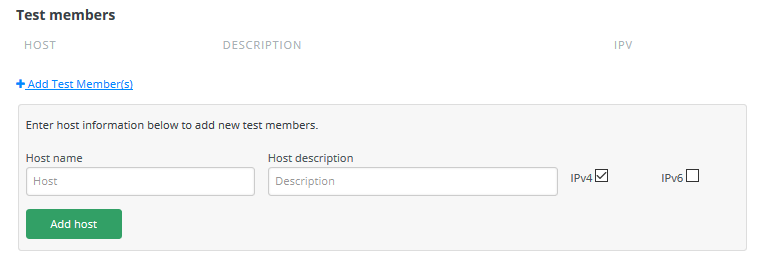 Test members
HOST DESCRIPTION IPV
+ Add Test Member(s)
Enter host information below to add new test members.
Host name Host description
Host Description IPv4 IPv6
Add host